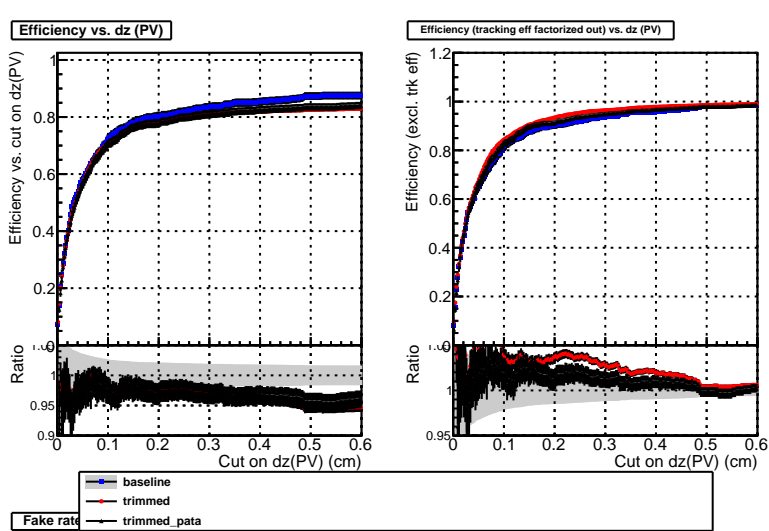 Efficiency vs. dz (PV)
Efficiency vs. cut on dz(PV)
1
0.8
0.6
0.4
0.2
0
Ratio
1
0.95
0.9
0 0.1 0.2 0.3 0.4 0.5 0.6
Cut on dz(PV) (cm)
Efficiency (tracking eff factorized out) vs. dz (PV)
Efficiency (excl. trk eff)
1.2
1
0.8
0.6
0.4
0.2
0
Ratio
1
0.95
0 0.1 0.2 0.3 0.4 0.5 0.6
Cut on dz(PV) (cm)
baseline
trimmed
trimmed_pata
Fake rate